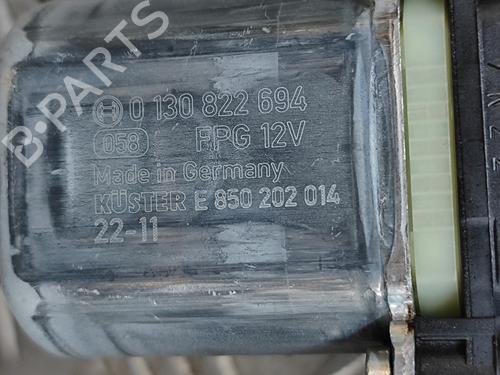 0 130 822 694
058 FPG 12V
Made in Germany
KÜSTER E 850 202 014
22-11
B-PARTS